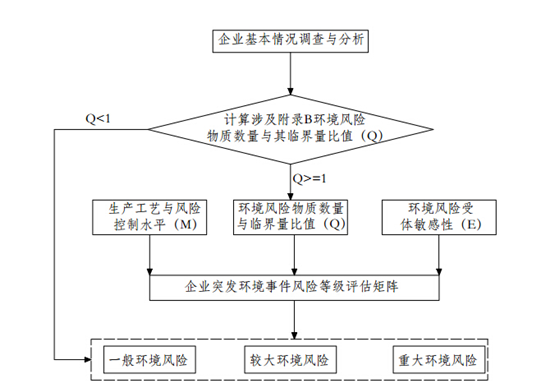 企业基本情况调查与分析
Q<1
计算涉及附录B环境风险
物质数量与其临界量比值（Q）
Q>=1
生产工艺与风险
控制水平（M）
环境风险物质数量
与临界量比值（Q）
环境风险受
体敏感性（E）
企业突发环境事件风险等级评估矩阵
一般环境风险
较大环境风险
重大环境风险